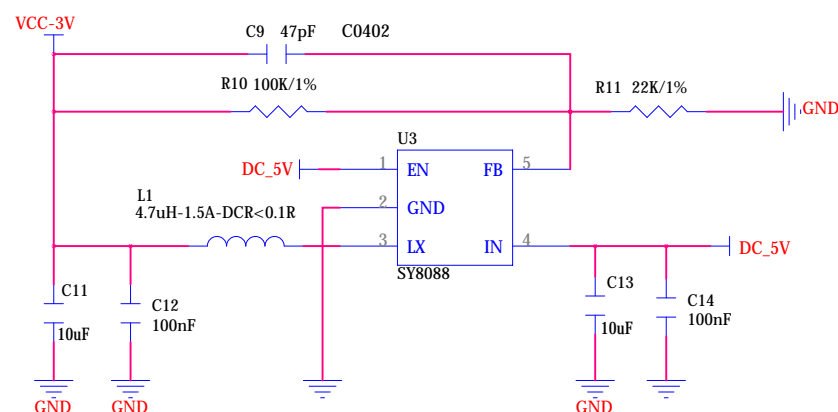 VCC-3V
C9 47pF C0402
R10 100K/1%
R11 22K/1%
GND
U3
DC_5V
1 EN FB 5
2 GND
L1
4.7uH-1.5A-DCR<0.1R
3 LX IN 4
DC_5V
SY8088
C11
10uF
C12
100nF
C13
10uF
C14
100nF
GND
GND
GND